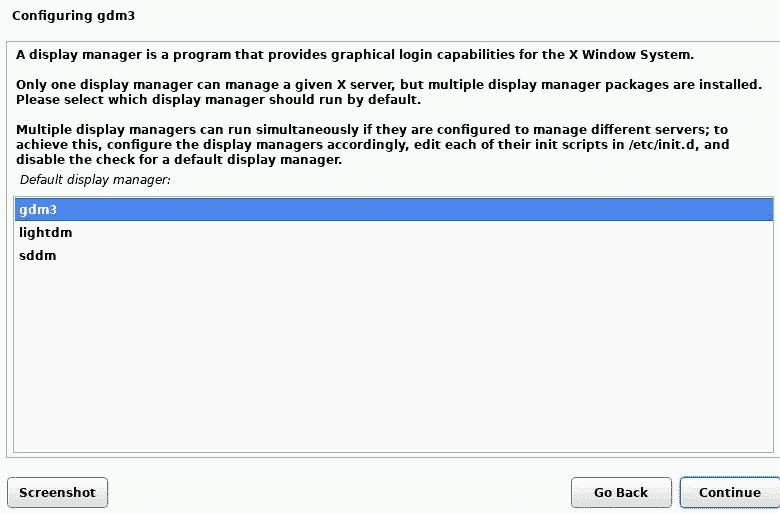 Configuring gdm3
A display manager is a program that provides graphical login capabilities for the X Window System.
Only one display manager can manage a given X server, but multiple display manager packages are installed.
Please select which display manager should run by default.
Multiple display managers can run simultaneously if they are configured to manage different servers; to
achieve this, configure the display managers accordingly, edit each of their init scripts in /etc/init.d, and
disable the check for a default display manager.
Default display manager:
gdm3
lightdm
sddm
Screenshot
Go Back
Continue